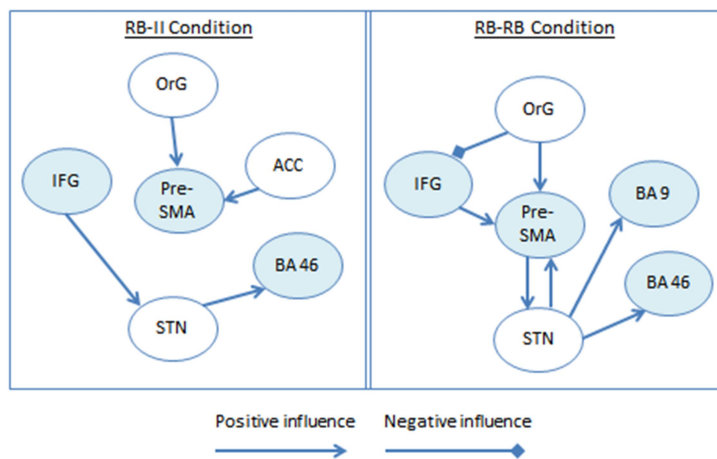 RB-II Condition
OrG
IFG
Pre-
SMA
ACC
BA 46
STN
RB-RB Condition
OrG
IFG
Pre-
SMA
BA 9
BA 46
STN
Positive influence
Negative influence